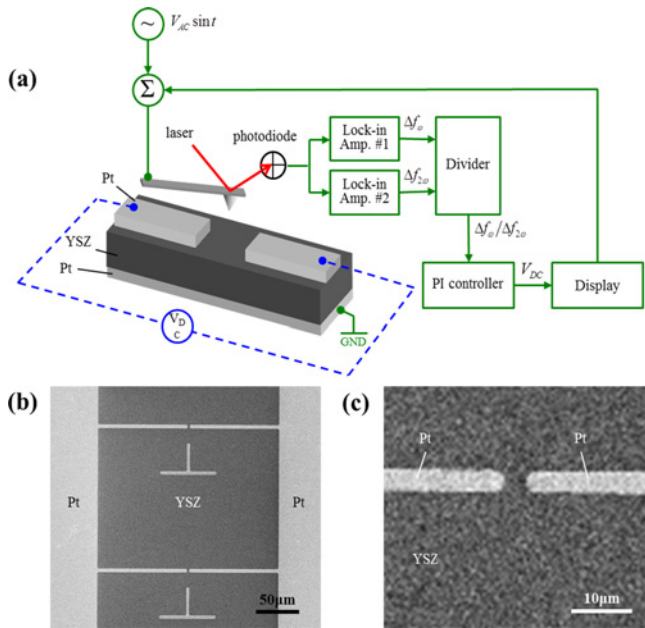 V_AC sin t
(a)
Σ
laser
photodiode
Lock-in
Amp. #1
Δf_ω
Lock-in
Amp. #2
Δf_2ω
Divider
Pt
YSZ
Pt
Δf_ω/Δf_2ω
PI controller
V_DC
Display
V_D
C
GND
(b)
Pt
YSZ
Pt
50µm
(c)
Pt
Pt
YSZ
10µm